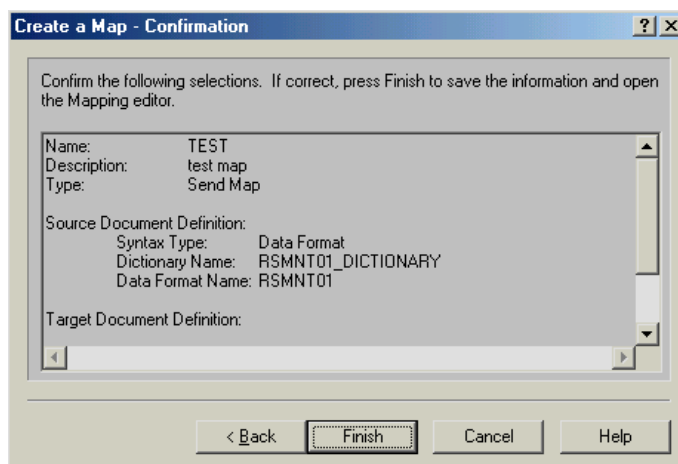 Create a Map - Confirmation
Confirm the following selections. If correct, press Finish to save the information and open
the Mapping editor.
Name: TEST
Description: test map
Type: Send Map
Source Document Definition:
Syntax Type: Data Format
Dictionary Name: RSMNT01_DICTIONARY
Data Format Name: RSMNT01
Target Document Definition:
< Back Finish Cancel Help